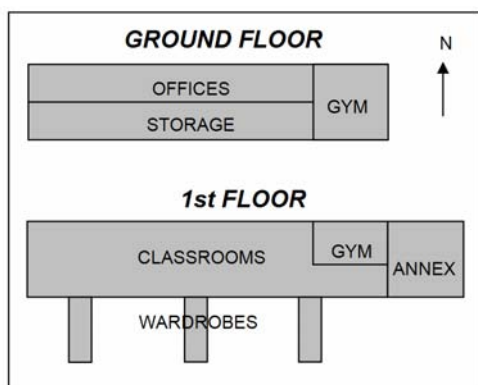 GROUND FLOOR
N
OFFICES
GYM
STORAGE
1st FLOOR
CLASSROOMS
GYM
ANNEX
WARDROBES